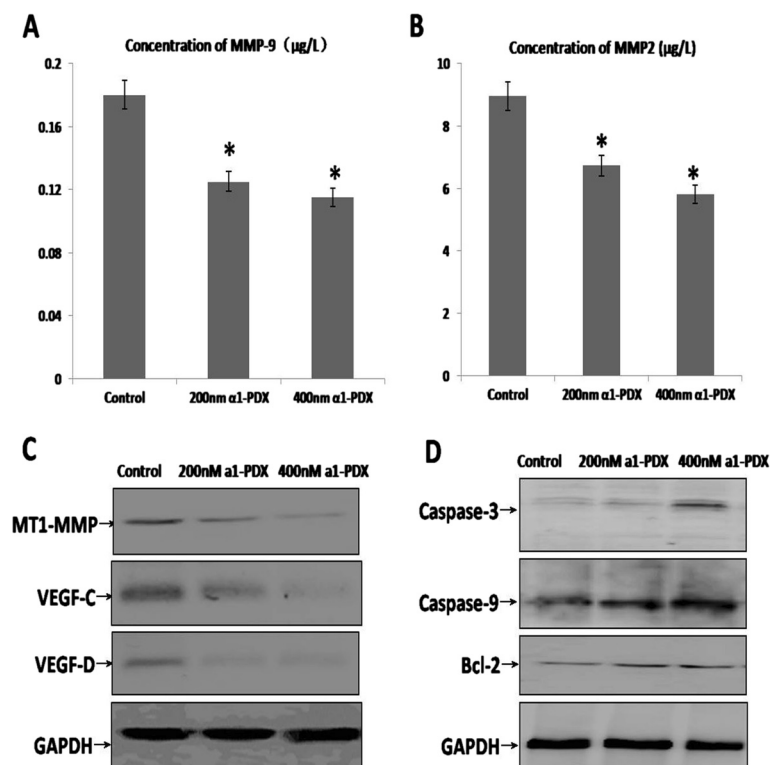 A
Concentration of MMP-9（μg/L）
0.2
0.16
0.12
0.08
0.04
0
*
*
Control
200nm α1-PDX
400nm α1-PDX
B
Concentration of MMP2 (μg/L)
10
8
6
4
2
0
*
*
Control
200nm α1-PDX
400nm α1-PDX
C
Control 200nM a1-PDX 400nM a1-PDX
MT1-MMP→
VEGF-C→
VEGF-D→
GAPDH→
D
Control 200nM a1-PDX 400nM a1-PDX
Caspase-3→
Caspase-9→
Bcl-2→
GAPDH→